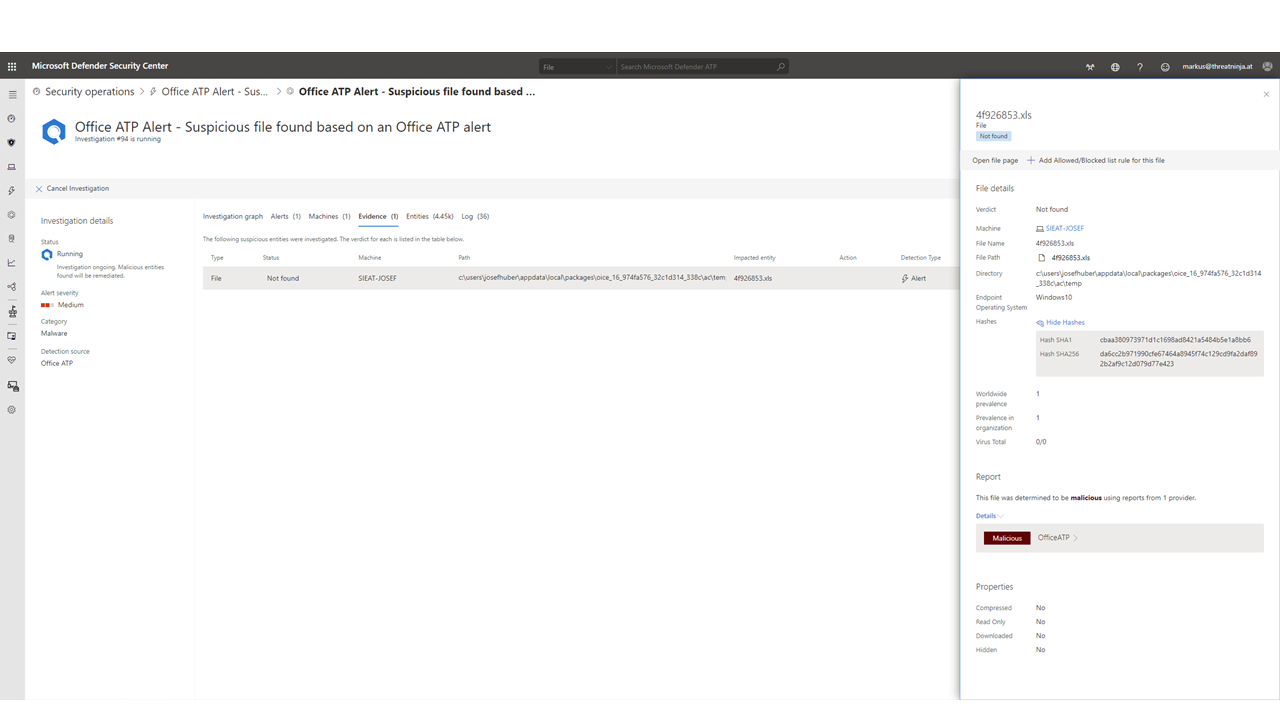 Microsoft Defender Security Center
File
Search Microsoft Defender ATP
markus@threatninja.at
Security operations > Office ATP Alert - Sus... > Office ATP Alert - Suspicious file found based ...
Office ATP Alert - Suspicious file found based on an Office ATP alert
Investigation #94 is running
Cancel Investigation
Investigation details
Status
Running
Investigation ongoing. Malicious entities
found will be remediated.
Alert severity
Medium
Category
Malware
Detection source
Office ATP
Investigation graph Alerts (1) Machines (1) Evidence (1) Entities (4.45k) Log (36)
The following suspicious entities were investigated. The verdict for each is listed in the table below.
Type Status Machine Path Impacted entity Action Detection Type
File Not found SIEAT-JOSEF c:\users\josefhuber\appdata\local\packages\oice_16_974fa576_32c1d314_338c\ac\tem 4f926853.xls Alert
4f926853.xls
File
Not found
Open file page Add Allowed/Blocked list rule for this file
File details
Verdict Not found
Machine SIEAT-JOSEF
File Name 4f926853.xls
File Path 4f926853.xls
Directory c:\users\josefhuber\appdata\local\packages\oice_16_974fa576_32c1d314
_338c\ac\temp
Endpoint Windows10
Operating System
Hashes Hide Hashes
Hash SHA1 cbaa380973971d1c1698ad8421a5484b5e1a8bb6
Hash SHA256 da6cc2b971990cfe67464a8945f74c129cd9fa2daf89
2b2af9c12d079d77e423
Worldwide 1
prevalence
Prevalence in 1
organization
Virus Total 0/0
Report
This file was determined to be malicious using reports from 1 provider.
Details
Malicious OfficeATP
Properties
Compressed No
Read Only No
Downloaded No
Hidden No